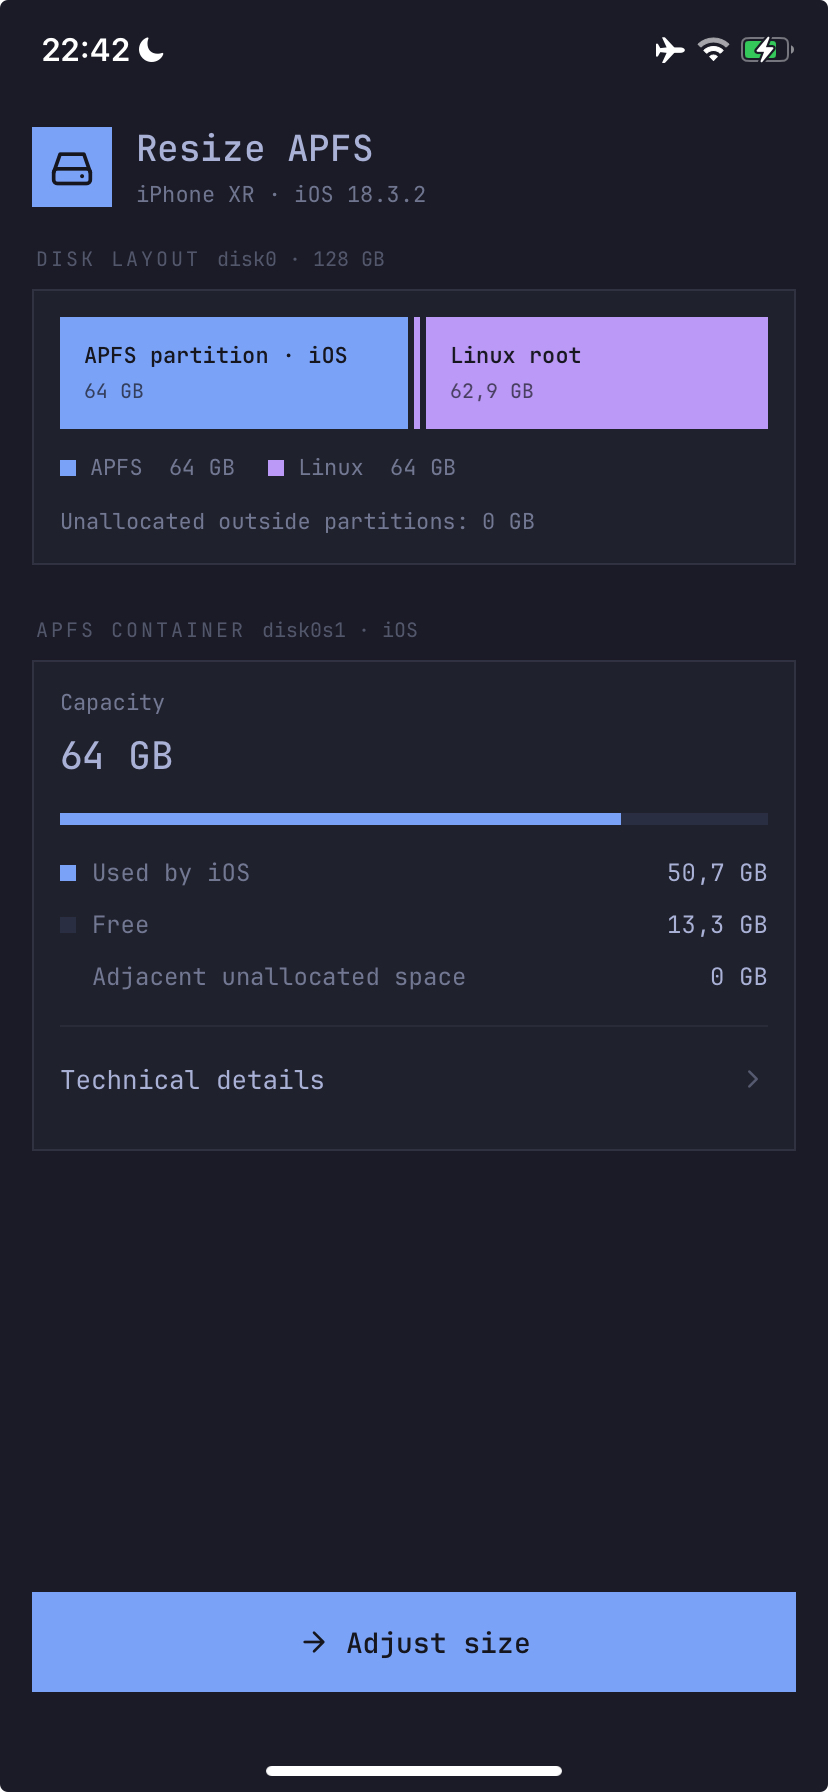 22:42
Resize APFS
iPhone XR · iOS 18.3.2
DISK LAYOUT disk0 · 128 GB
APFS partition · iOS
64 GB
Linux root
62,9 GB
APFS 64 GB
Linux 64 GB
Unallocated outside partitions: 0 GB
APFS CONTAINER disk0s1 · iOS
Capacity
64 GB
Used by iOS 50,7 GB
Free 13,3 GB
Adjacent unallocated space 0 GB
Technical details
Adjust size